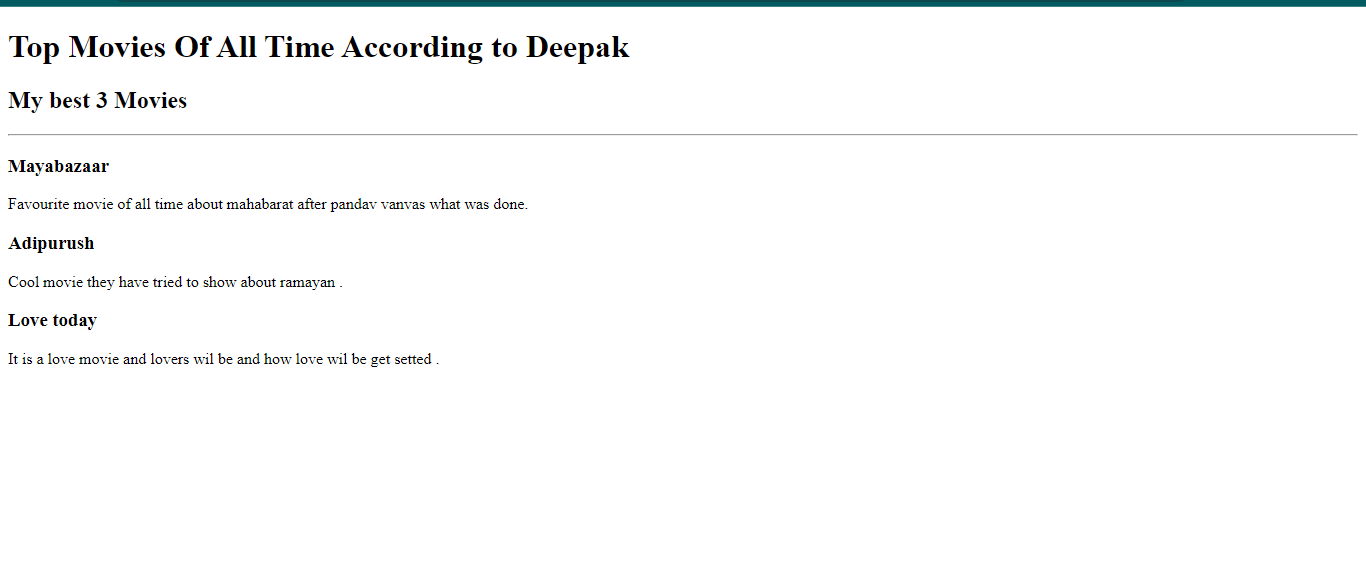 Top Movies Of All Time According to Deepak
My best 3 Movies
Mayabazaar
Favourite movie of all time about mahabarat after pandav vanvas what was done.
Adipurush
Cool movie they have tried to show about ramayan .
Love today
It is a love movie and lovers wil be and how love wil be get setted .